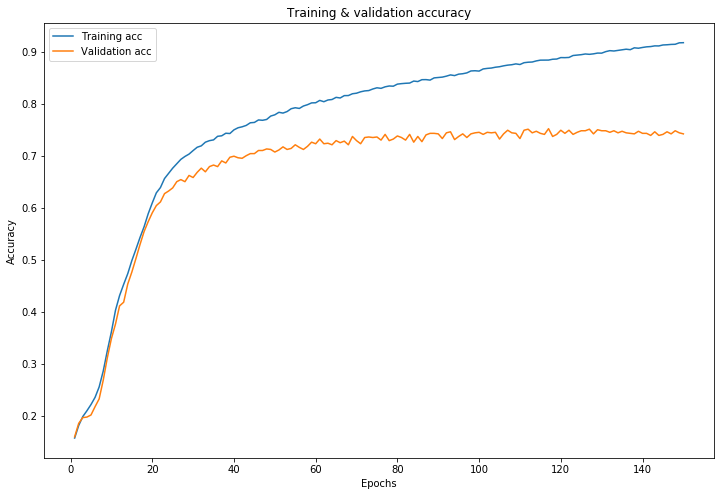 Training & validation accuracy
Training acc
Validation acc
0.9
0.8
0.7
0.6
0.5
0.4
0.3
0.2
Accuracy
0 20 40 60 80 100 120 140
Epochs